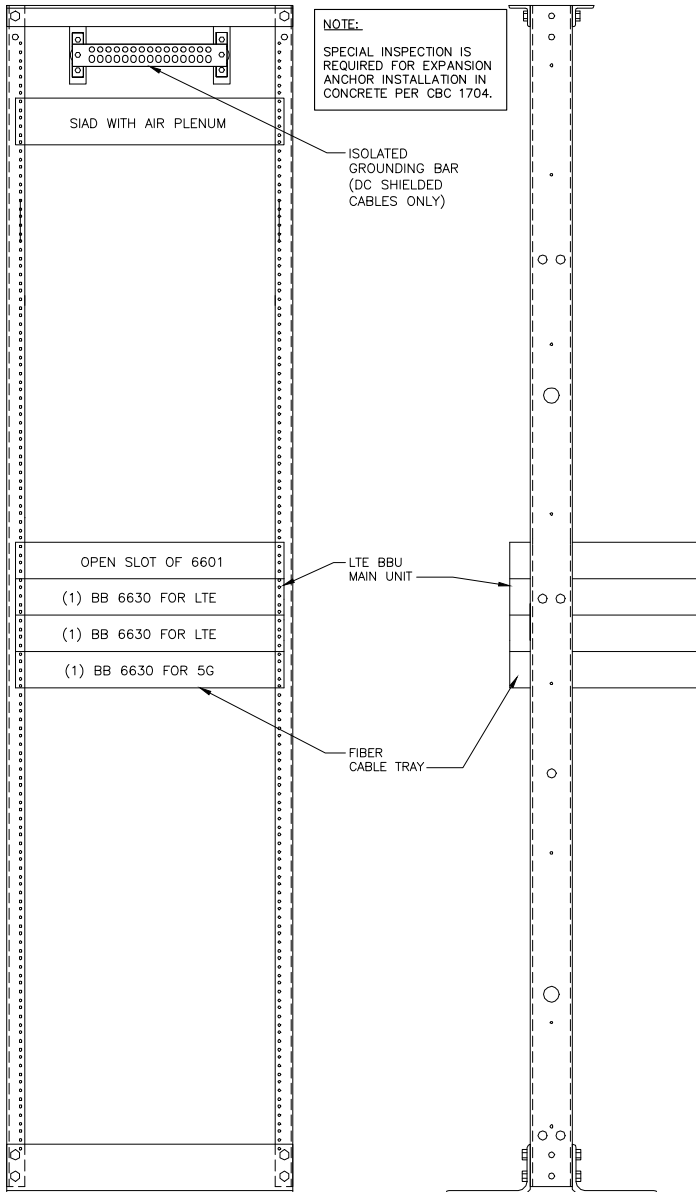 NOTE:
SPECIAL INSPECTION IS
REQUIRED FOR EXPANSION
ANCHOR INSTALLATION IN
CONCRETE PER CBC 1704.
SIAD WITH AIR PLENUM
ISOLATED
GROUNDING BAR
(DC SHIELDED
CABLES ONLY)
OPEN SLOT OF 6601
(1) BB 6630 FOR LTE
(1) BB 6630 FOR LTE
(1) BB 6630 FOR 5G
LTE BBU
MAIN UNIT
FIBER
CABLE TRAY